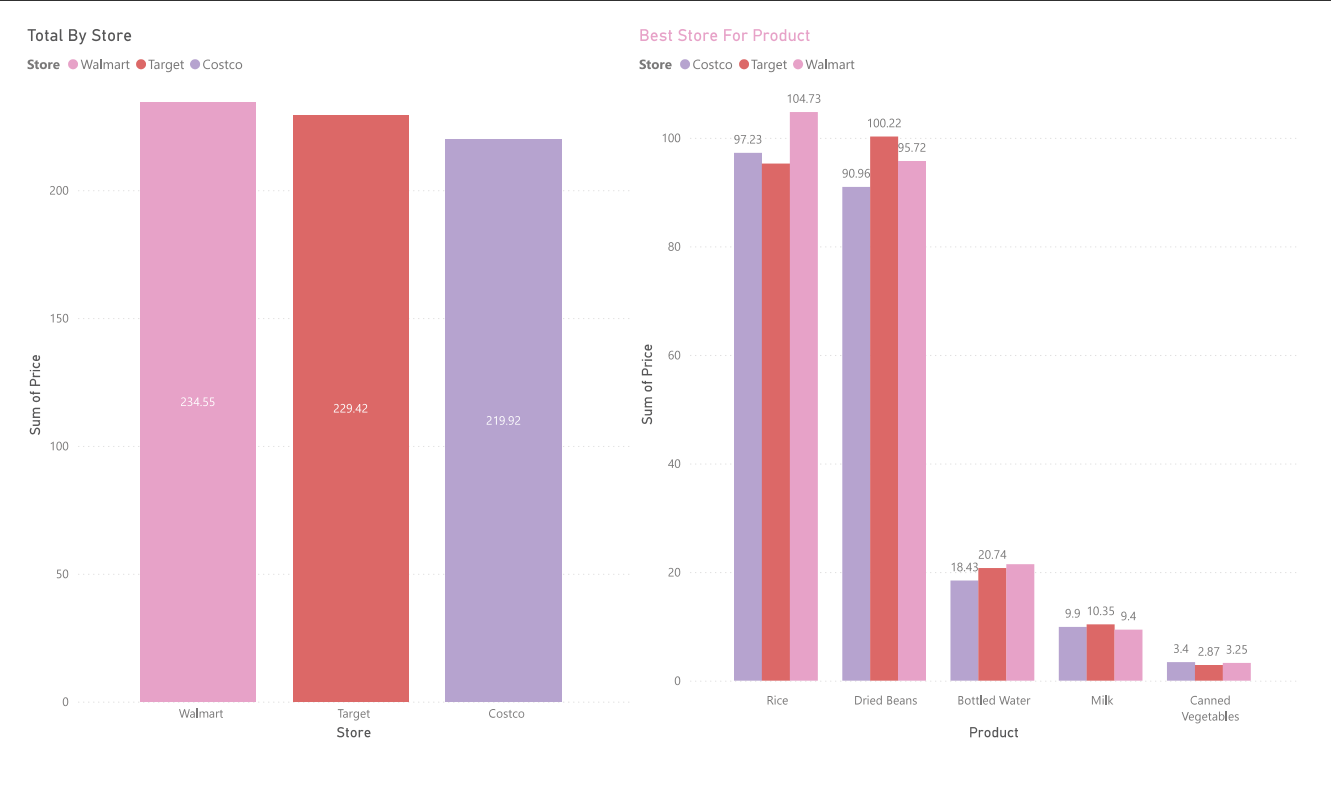 Total By Store
Store Walmart Target Costco
Sum of Price
200
150
100
50
0
234.55
229.42
219.92
Walmart Target Costco
Store
Best Store For Product
Store Costco Target Walmart
Sum of Price
100
80
60
40
20
0
97.23 104.73
90.96 100.22 95.72
18.43 20.74
9.9 10.35 9.4
3.4 2.87 3.25
Rice Dried Beans Bottled Water Milk Canned
Vegetables
Product